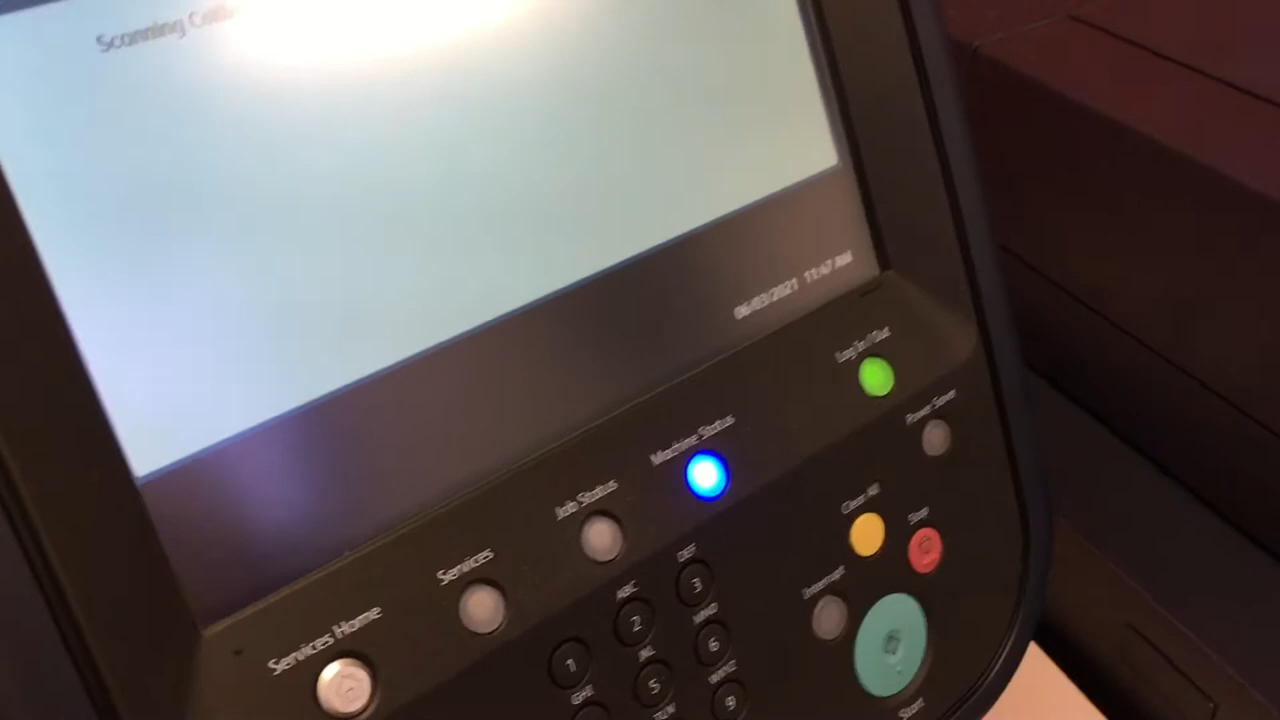 Scanning
06/03/2021 11:47 AM
Log In / Out
Power Saver
Machine Status
Job Status
Services
Services Home
Clear All
Stop
Interrupt
Start
ABC
DEF
1
2
3
GHI
JKL
MNO
5
6
TUV
WXYZ
9